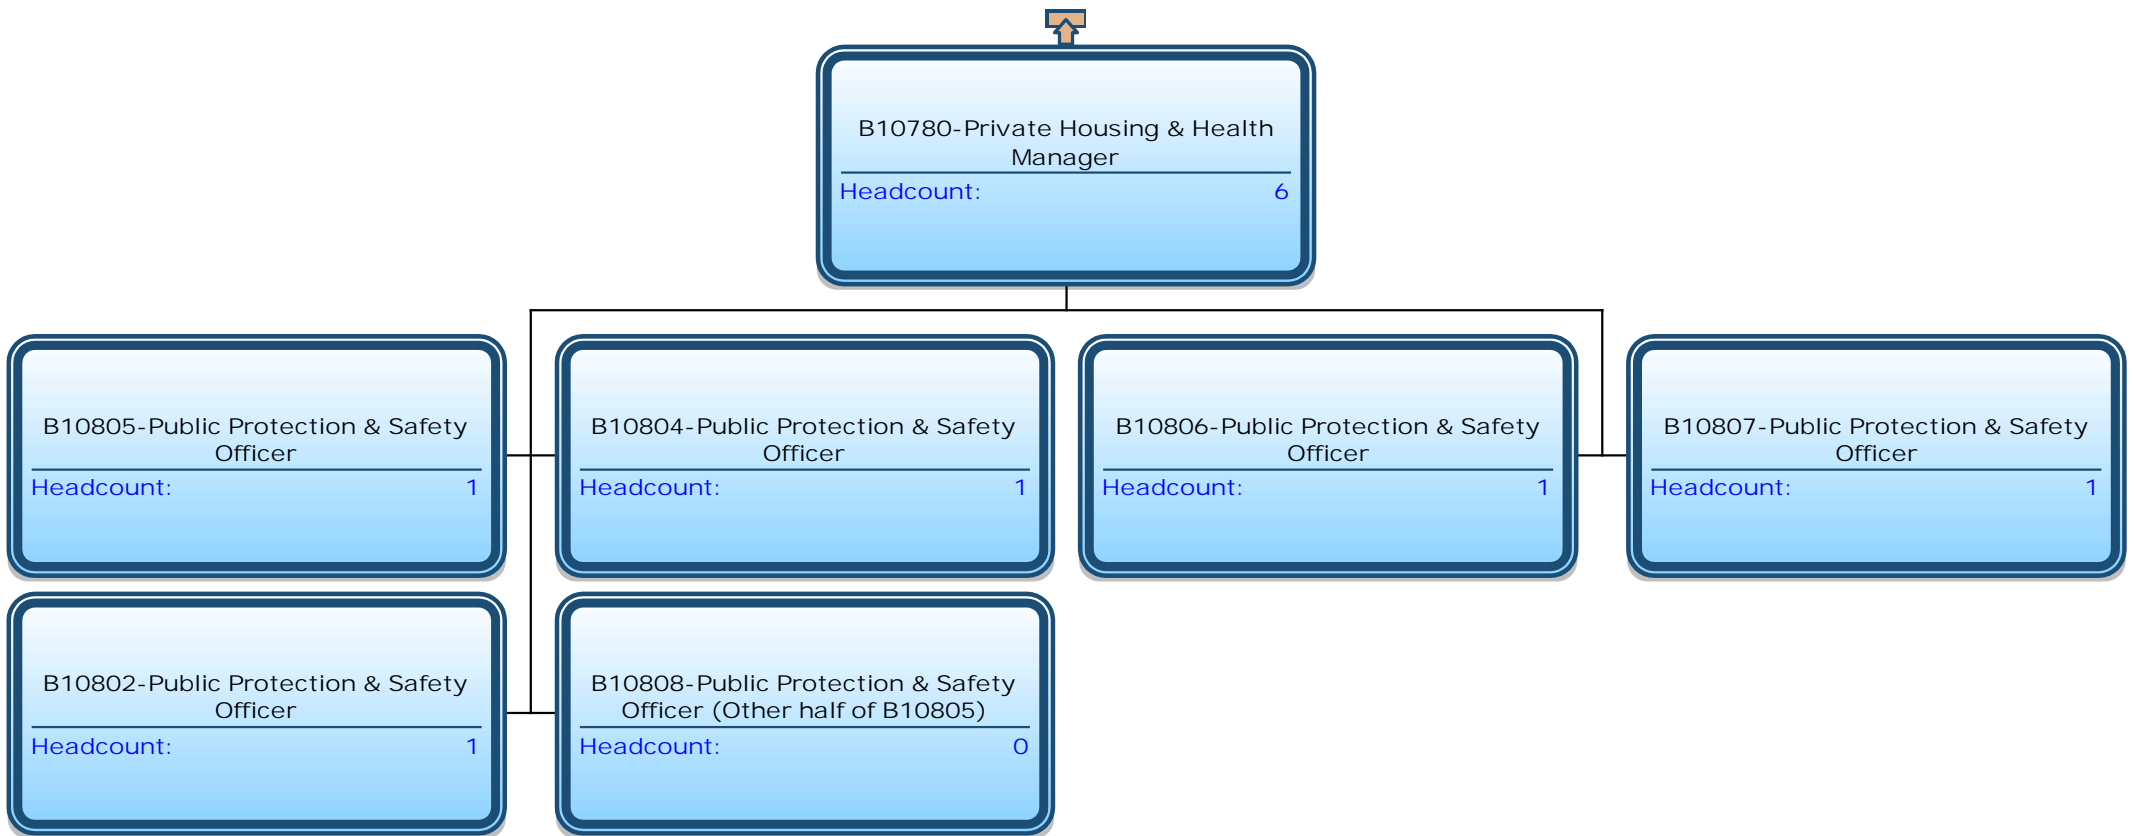 B10780-Private Housing & Health
Manager
Headcount: 6
B10805-Public Protection & Safety
Officer
Headcount: 1
B10804-Public Protection & Safety
Officer
Headcount: 1
B10806-Public Protection & Safety
Officer
Headcount: 1
B10807-Public Protection & Safety
Officer
Headcount: 1
B10802-Public Protection & Safety
Officer
Headcount: 1
B10808-Public Protection & Safety
Officer (Other half of B10805)
Headcount: 0